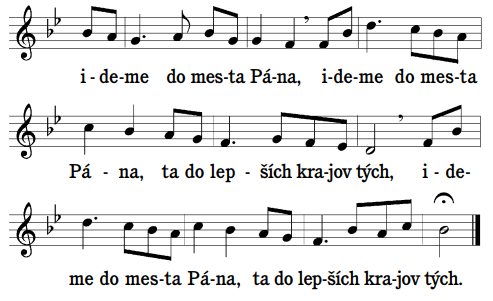 i - de-me do mes-ta Pá-na, i-de-me do mes-ta
Pá - na, ta do lep - ších kra-jov tých, i - de-
me do mes-ta Pá-na, ta do lep-ších kra-jov tých.